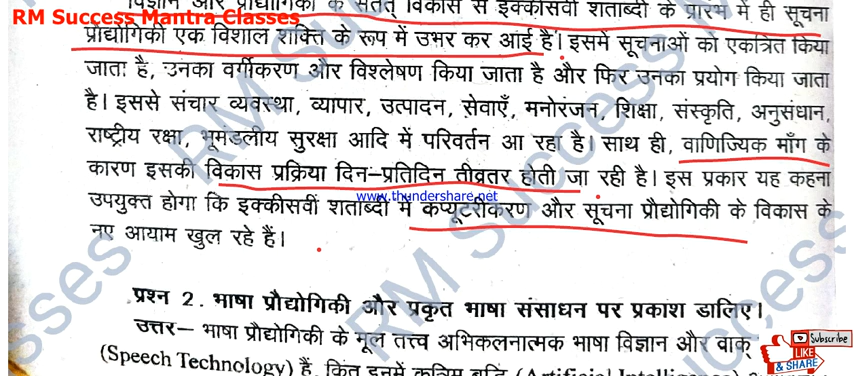 विज्ञान और प्रौद्योगिकी के सतत् विकास से इक्कीसवीं शताब्दी के प्रारंभ में ही सूचना
RM Success Mantra Classes
प्रौद्योगिकी एक विशाल शक्ति के रूप में उभर कर आई है। इसमें सूचनाओं को एकत्रित किया
जाता है, उनका वर्गीकरण और विश्लेषण किया जाता है और फिर उनका प्रयोग किया जाता
है। इससे संचार व्यवस्था, व्यापार, उत्पादन, सेवाएँ, मनोरंजन, शिक्षा, संस्कृति, अनुसंधान,
राष्ट्रीय रक्षा, भूमंडलीय सुरक्षा आदि में परिवर्तन आ रहा है। साथ ही, वाणिज्यिक माँग के
कारण इसकी विकास प्रक्रिया दिन–प्रतिदिन तीव्रतर होती जा रही है। इस प्रकार यह कहना
www.thundershare.net
उपयुक्त होगा कि इक्कीसवीं शताब्दी में कंप्यूटरीकरण और सूचना प्रौद्योगिकी के विकास के
नए आयाम खुल रहे हैं।
प्रश्न 2. भाषा प्रौद्योगिकी और प्रकृत भाषा संसाधन पर प्रकाश डालिए।
उत्तर– भाषा प्रौद्योगिकी के मूल तत्त्व अभिकलनात्मक भाषा विज्ञान और वाक्
(Speech Technology) हैं, किंतु इनमें कृत्रिम बुद्धि (Artificial Intelligence)
Subscribe
LIKE
& SHARE
RM Success